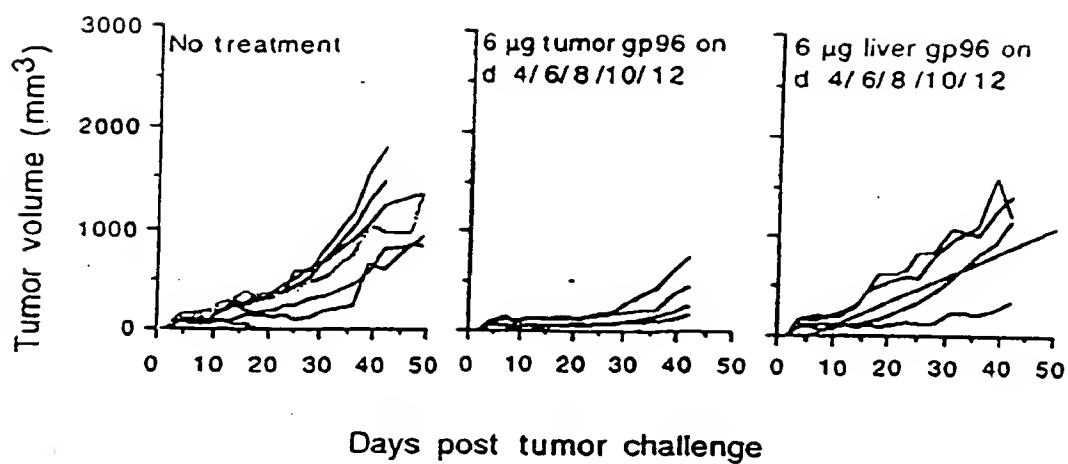 Tumor volume (mm3)
3000
2000
1000
0
No treatment
6 µg tumor gp96 on
d 4/6/8/10/12
6 µg liver gp96 on
d 4/6/8/10/12
0 10 20 30 40 50
0 10 20 30 40 50
0 10 20 30 40 50
Days post tumor challenge